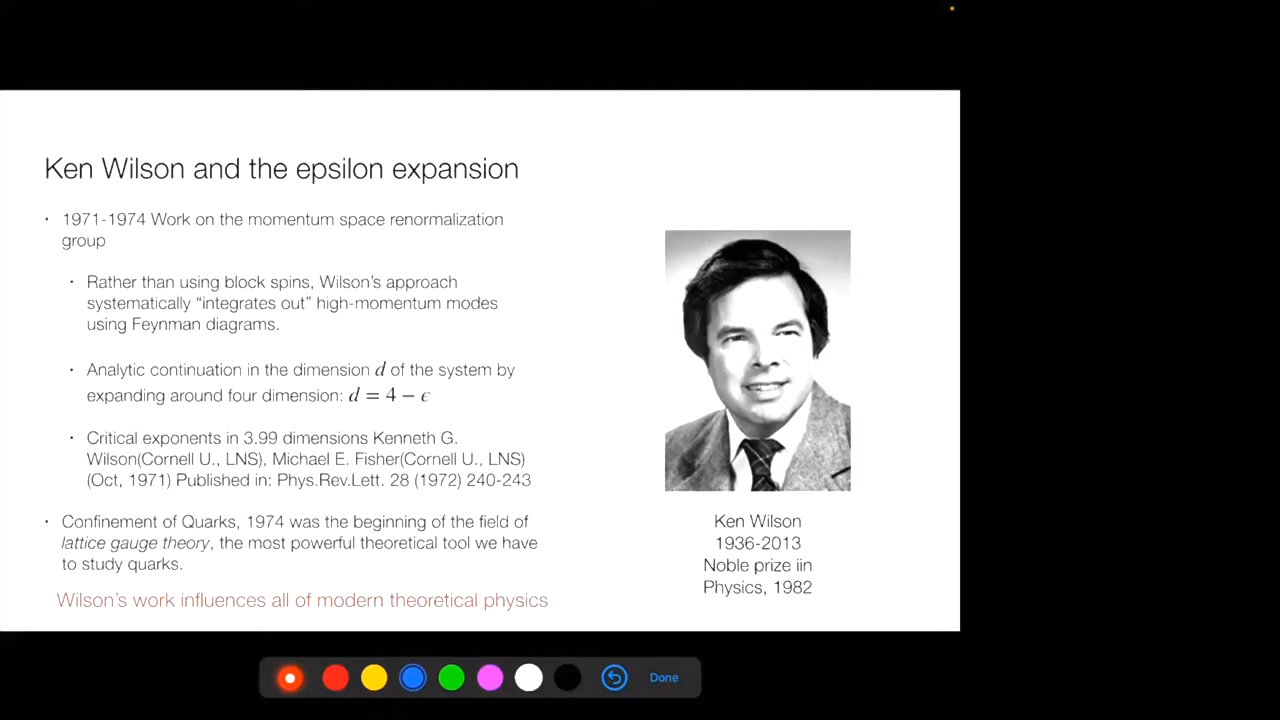 Ken Wilson and the epsilon expansion
· 1971-1974 Work on the momentum space renormalization
group
· Rather than using block spins, Wilson's approach
systematically “integrates out” high-momentum modes
using Feynman diagrams.
· Analytic continuation in the dimension d of the system by
expanding around four dimension: d = 4 − ϵ
· Critical exponents in 3.99 dimensions Kenneth G.
Wilson(Cornell U., LNS), Michael E. Fisher(Cornell U., LNS)
(Oct, 1971) Published in: Phys.Rev.Lett. 28 (1972) 240-243
· Confinement of Quarks, 1974 was the beginning of the field of
lattice gauge theory, the most powerful theoretical tool we have
to study quarks.
Wilson's work influences all of modern theoretical physics
Ken Wilson
1936-2013
Noble prize iin
Physics, 1982
Done